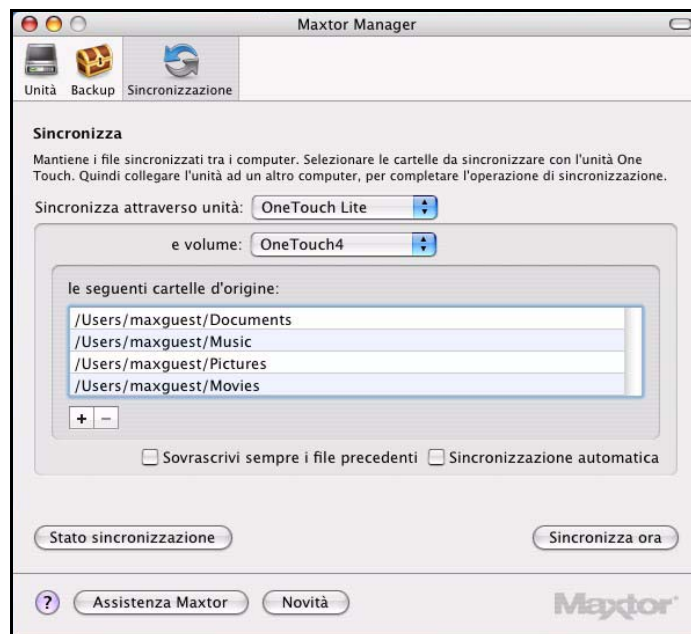 Maxtor Manager
Unità Backup Sincronizzazione
Sincronizza
Mantiene i file sincronizzati tra i computer. Selezionare le cartelle da sincronizzare con l'unità One
Touch. Quindi collegare l'unità ad un altro computer, per completare l'operazione di sincronizzazione.
Sincronizza attraverso unità: OneTouch Lite
e volume: OneTouch4
le seguenti cartelle d'origine:
/Users/maxguest/Documents
/Users/maxguest/Music
/Users/maxguest/Pictures
/Users/maxguest/Movies
+ −
Sovrascrivi sempre i file precedenti Sincronizzazione automatica
Stato sincronizzazione Sincronizza ora
? Assistenza Maxtor Novità Maxtor